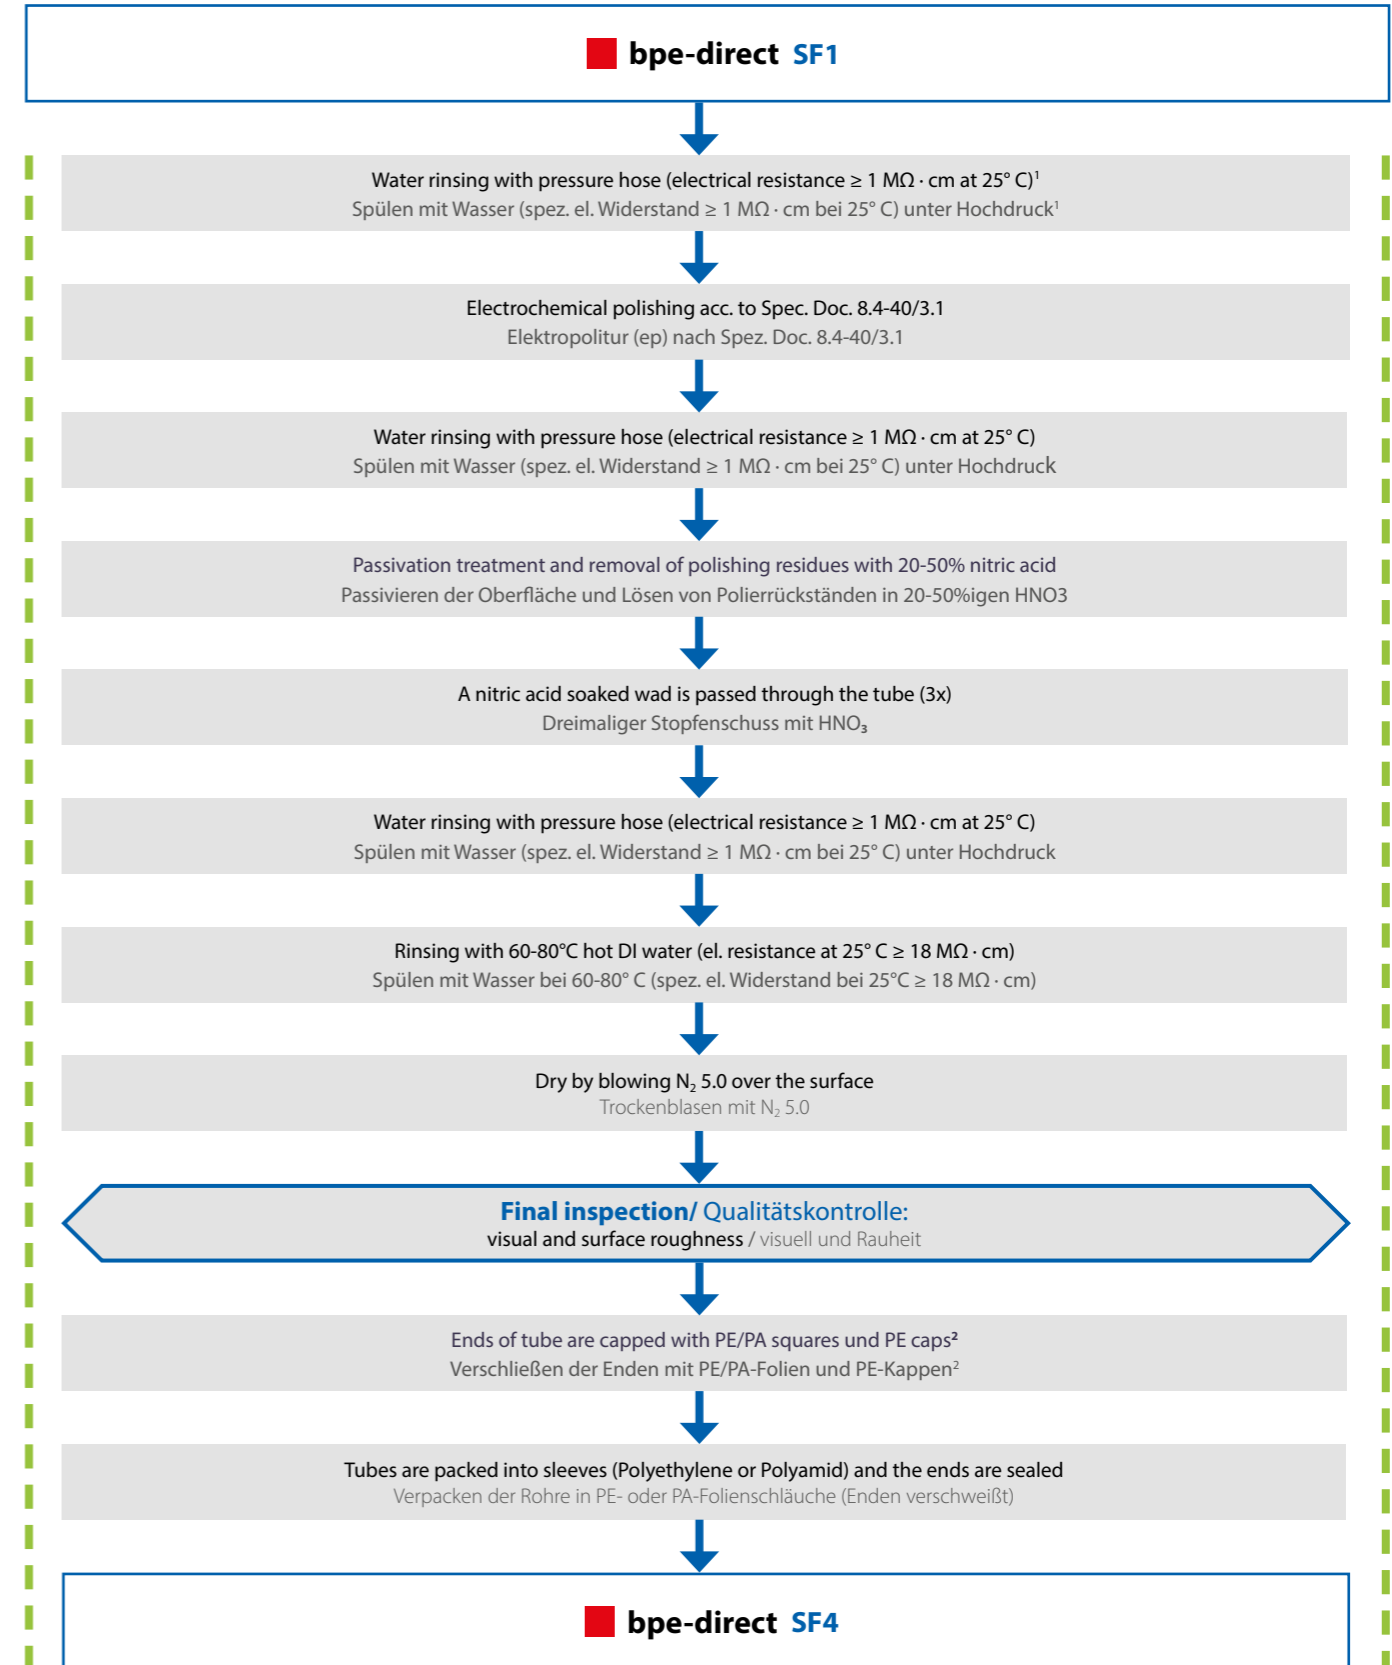 bpe-direct SF1
Water rinsing with pressure hose (electrical resistance ≥ 1 MΩ · cm at 25° C)¹
Spülen mit Wasser (spez. el. Widerstand ≥ 1 MΩ · cm bei 25° C) unter Hochdruck¹
Electrochemical polishing acc. to Spec. Doc. 8.4-40/3.1
Elektropolitur (ep) nach Spez. Doc. 8.4-40/3.1
Water rinsing with pressure hose (electrical resistance ≥ 1 MΩ · cm at 25° C)
Spülen mit Wasser (spez. el. Widerstand ≥ 1 MΩ · cm bei 25° C) unter Hochdruck
Passivation treatment and removal of polishing residues with 20-50% nitric acid
Passivieren der Oberfläche und Lösen von Polierrückständen in 20-50%igen HNO3
A nitric acid soaked wad is passed through the tube (3x)
Dreimaliger Stopfenschuss mit HNO₃
Water rinsing with pressure hose (electrical resistance ≥ 1 MΩ · cm at 25° C)
Spülen mit Wasser (spez. el. Widerstand ≥ 1 MΩ · cm bei 25° C) unter Hochdruck
Rinsing with 60-80°C hot DI water (el. resistance at 25° C ≥ 18 MΩ · cm)
Spülen mit Wasser bei 60-80° C (spez. el. Widerstand bei 25°C ≥ 18 MΩ · cm)
Dry by blowing N₂ 5.0 over the surface
Trockenblasen mit N₂ 5.0
Final inspection/ Qualitätskontrolle:
visual and surface roughness / visuell und Rauheit
Ends of tube are capped with PE/PA squares und PE caps²
Verschließen der Enden mit PE/PA-Folien und PE-Kappen²
Tubes are packed into sleeves (Polyethylene or Polyamid) and the ends are sealed
Verpacken der Rohre in PE- oder PA-Folienschläuche (Enden verschweißt)
bpe-direct SF4